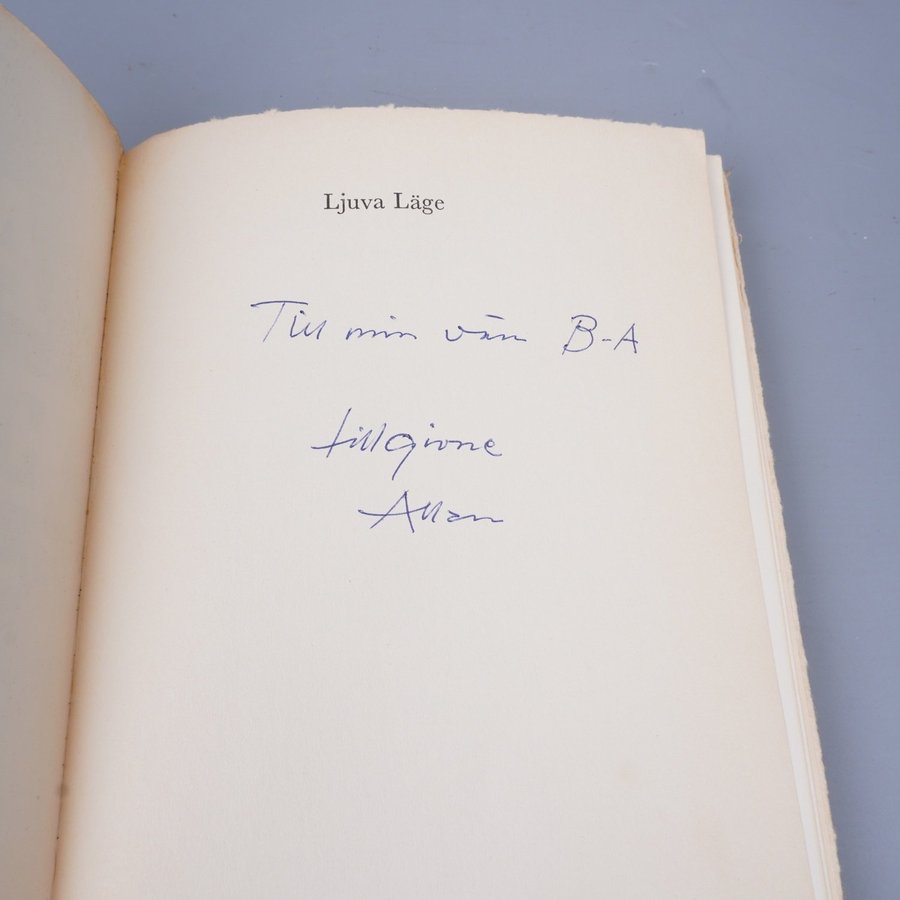 Ljuva Läge
Till min vän B-A
tillgivne
Allan